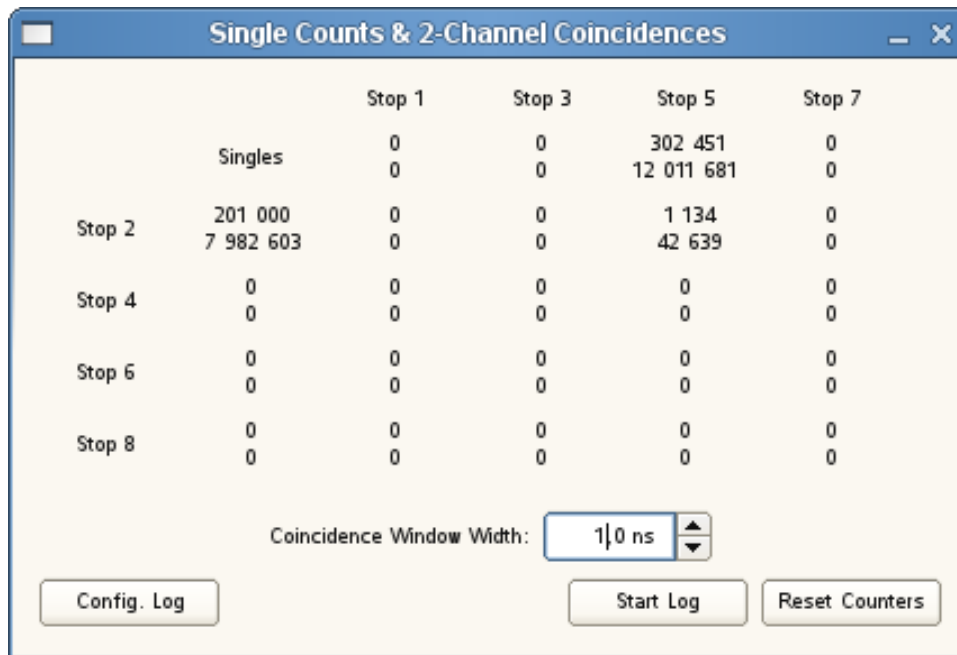 Single Counts & 2-Channel Coincidences
Stop 1 Stop 3 Stop 5 Stop 7
Singles 0 0 302 451 0
0 0 12 011 681 0
Stop 2 201 000 0 0 1 134 0
7 982 603 0 0 42 639 0
Stop 4 0 0 0 0 0
0 0 0 0 0
Stop 6 0 0 0 0 0
0 0 0 0 0
Stop 8 0 0 0 0 0
0 0 0 0 0
Coincidence Window Width: 1.0 ns
Config. Log Start Log Reset Counters